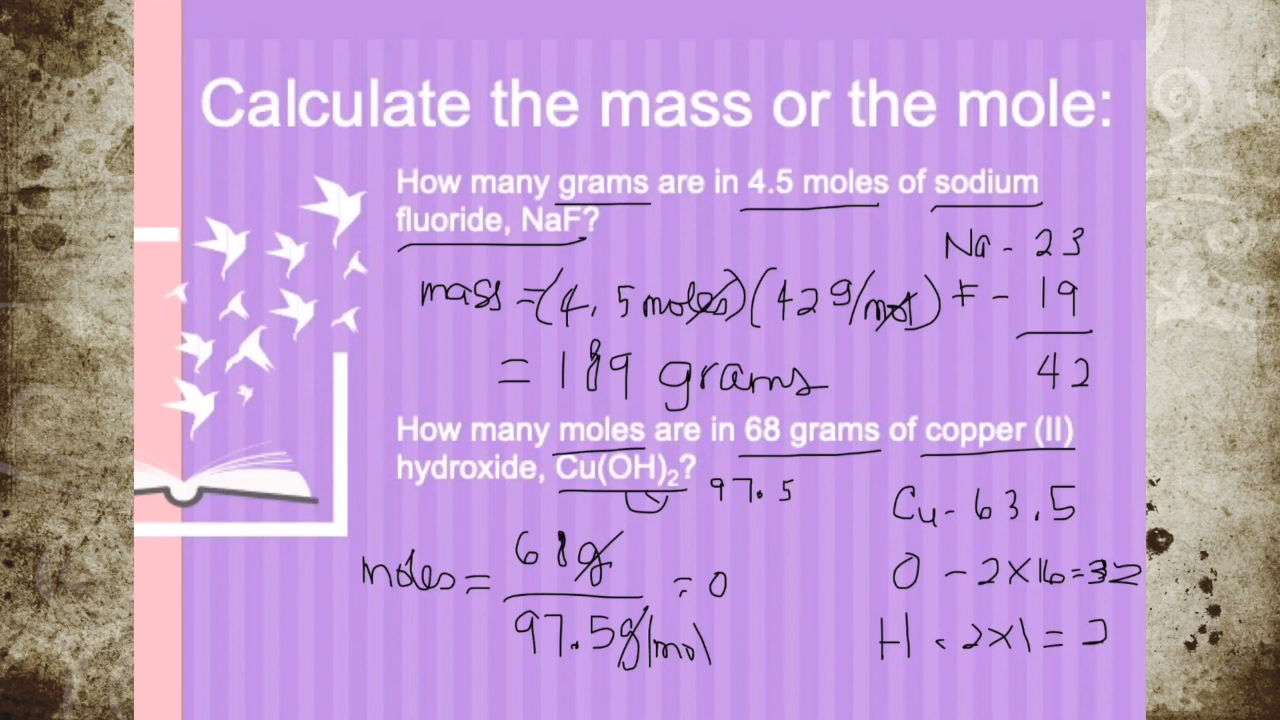 Calculate the mass or the mole:
How many grams are in 4.5 moles of sodium
fluoride, NaF?
Na - 23
mass = (4.5 moles)(42 g/mol)
F - 19
= 189 grams
42
How many moles are in 68 grams of copper (II)
hydroxide, Cu(OH)₂?
97.5
Cu - 63.5
moles = 68g
97.5g/mol
= 0
O - 2X16=32
H - 2X1 = 2